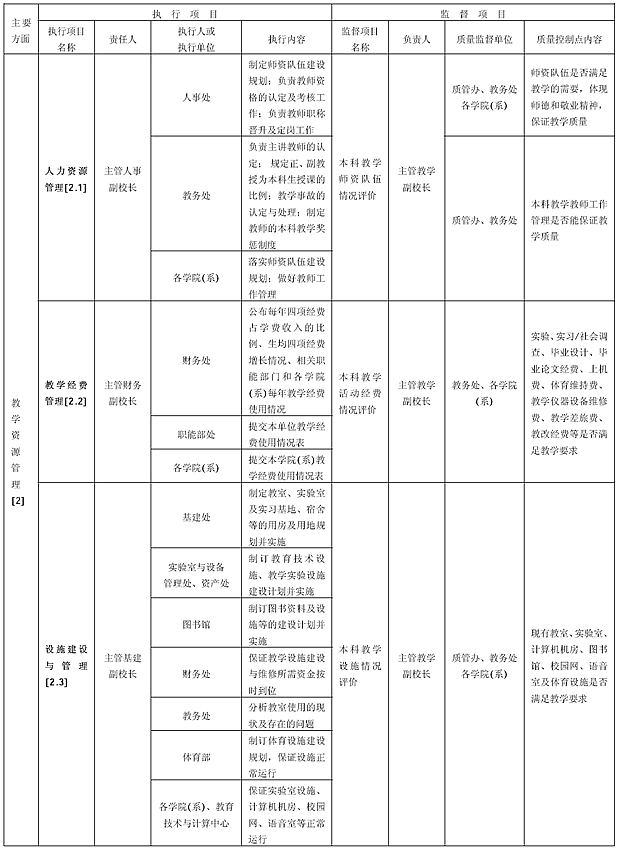 主要
方面
执行项目
监督项目
执行项目
名称
责任人
执行人或
执行单位
执行内容
监督项目
名称
负责人
质量监督单位
质量控制点内容
教
学
资
源
管
理
[2]
人力资源
管理[2.1]
主管人事
副校长
人事处
制定师资队伍建设
规划；负责教师资
格的认定及考核工
作；负责教师职称
晋升及定岗工作
教务处
负责主讲教师的认
定； 规定正、副教
授为本科生授课的
比例；教学事故的
认定与处理；制定
教师的本科教学奖
惩制度
各学院(系)
落实师资队伍建设
规划；做好教师工
作管理
本科教学
师资队伍
情况评价
主管教学
副校长
质管办、教务处
各学院(系)
师资队伍是否满足
教学的需要，体现
师德和敬业精神，
保证教学质量
质管办、教务处
本科教学教师工作
管理是否能保证教
学质量
教学经费
管理[2.2]
主管财务
副校长
财务处
公布每年四项经费
占学费收入的比
例、生均四项经费
增长情况、相关职
能部门和各学院
(系)每年教学经费
使用情况
职能部处
提交本单位教学经
费使用情况表
各学院(系)
提交本学院(系)教
学经费使用情况表
本科教学
活动经费
情况评价
主管教学
副校长
教务处、各学院
(系)
实验、实习/社会调
查、毕业设计、毕
业论文经费、上机
费、体育维持费、
教学仪器设备维修
费、教学差旅费、
教改经费等是否满
足教学要求
设施建设
与管理
[2.3]
主管基建
副校长
基建处
制定教室、实验室
及实习基地、宿舍
等的用房及用地规
划并实施
实验室与设备
管理处、资产处
制订教育技术设
施、教学实验设施
建设计划并实施
图书馆
制订图书资料及设
施等的建设计划并
实施
财务处
保证教学设施建设
与维修所需资金按
时到位
教务处
分析教室使用的现
状及存在的问题
体育部
制订体育设施建设
规划，保证设施正
常运行
各学院(系)、教育
技术与计算中心
保证实验室设施、
计算机机房、校园
网、语音室等正常
运行
本科教学
设施情况
评价
主管教学
副校长
质管办、教务处
各学院(系)
现有教室、实验室、
计算机机房、图书
馆、校园网、语音
室及体育设施是否
满足教学要求